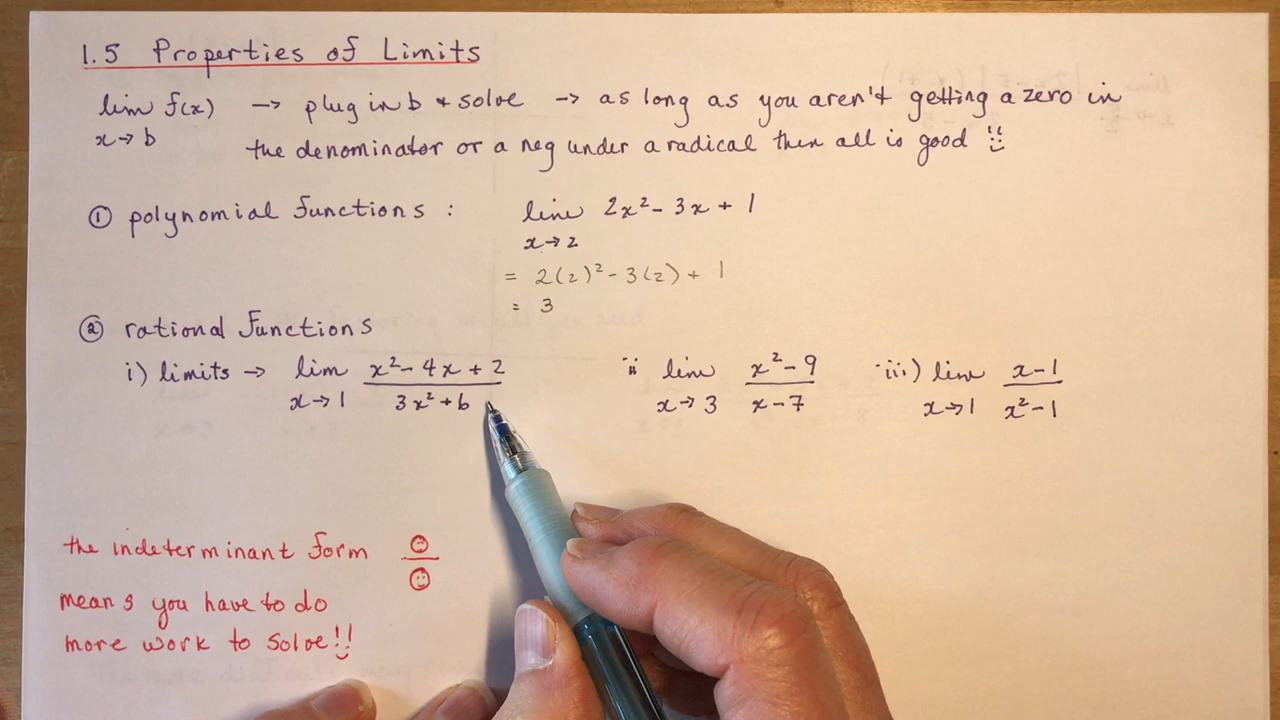 1.5 Properties of Limits
lim f(x) → plug in b & solve → as long as you aren't getting a zero in
x→b the denominator or a neg under a radical then all is good
① polynomial functions : lim 2x² - 3x + 1
x→2
= 2(2)² - 3(2) + 1
= 3
② rational functions
i) limits → lim x² - 4x + 2 ii lim x² - 9 iii) lim x - 1
x→1 3x² + 6 x→3 x - 7 x→1 x² - 1
the indeterminant form
means you have to do
more work to solve!!